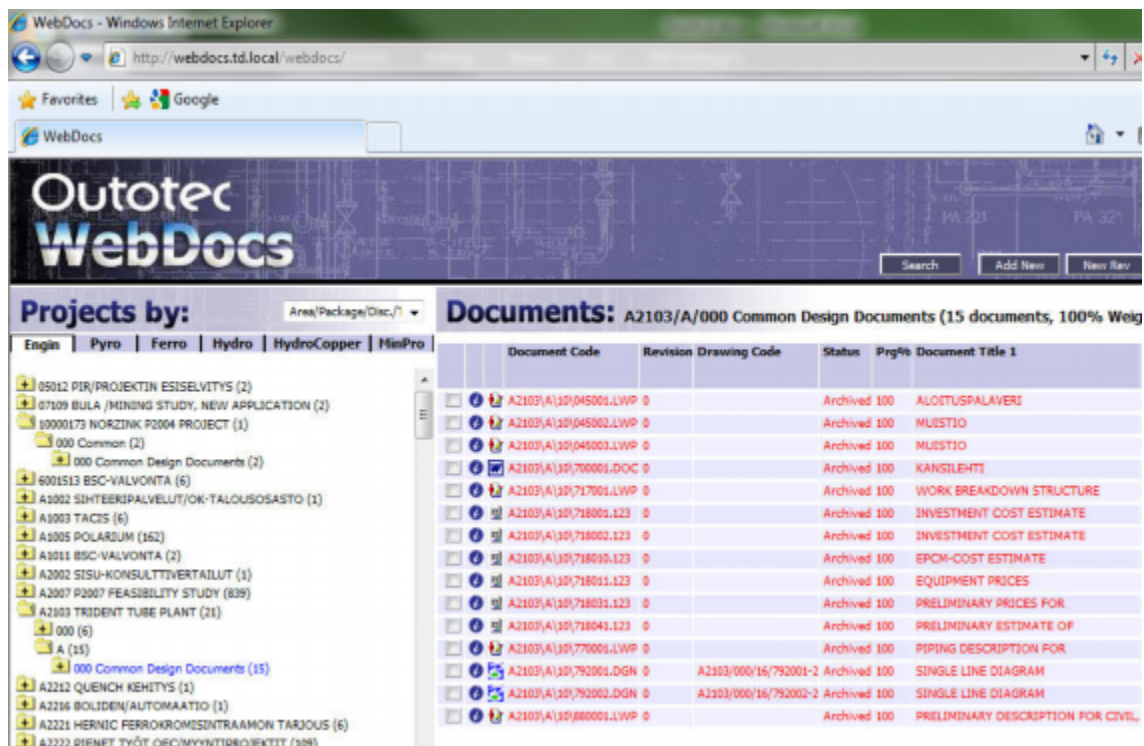 WebDocs - Windows Internet Explorer
http://webdocs.td.local/webdocs/
Favorites Google
WebDocs
Outotec
WebDocs
PA 221 PA 321
Search Add New New Rev
Projects by: Area/Package/Disc./T
Documents: A2103/A/000 Common Design Documents (15 documents, 100% Weig
Engin Pyro Ferro Hydro HydroCopper MinPro
Document Code Revision Drawing Code Status Prg% Document Title 1
05012 PIR/PROJEKTIN ESISELVITYS (2)
07109 BULA /MINING STUDY, NEW APPLICATION (2)
10000173 NORZINK P2004 PROJECT (1)
000 Common (2)
000 Common Design Documents (2)
6001513 BSC-VALVONTA (6)
A1002 SIHTEERIPALVELUT/OK-TALOUSOSASTO (1)
A1003 TACIS (6)
A1005 POLARIUM (162)
A1011 BSC-VALVONTA (2)
A2002 SISU-KONSULTTIVERTAILUT (1)
A2007 P2007 FEASIBILITY STUDY (839)
A2103 TRIDENT TUBE PLANT (21)
000 (6)
A (15)
000 Common Design Documents (15)
A2212 QUENCH KEHITYS (1)
A2216 BOLIDEN/AUTOMAATIO (1)
A2221 HERNIC FERROKROMISINTRAAMON TARJOUS (6)
A2222 PIENET TYÖT OEC/MYYNTIPROJEKTIT (109)
A2103\A\10\045001.LWP 0 Archived 100 ALOITUSPALAVERI
A2103\A\10\045002.LWP 0 Archived 100 MUISTIO
A2103\A\10\045003.LWP 0 Archived 100 MUISTIO
A2103\A\10\700001.DOC 0 Archived 100 KANSILEHTI
A2103\A\10\717001.LWP 0 Archived 100 WORK BREAKDOWN STRUCTURE
A2103\A\10\718001.123 0 Archived 100 INVESTMENT COST ESTIMATE
A2103\A\10\718002.123 0 Archived 100 INVESTMENT COST ESTIMATE
A2103\A\10\718010.123 0 Archived 100 EPCM-COST ESTIMATE
A2103\A\10\718011.123 0 Archived 100 EQUIPMENT PRICES
A2103\A\10\718031.123 0 Archived 100 PRELIMINARY PRICES FOR
A2103\A\10\718041.123 0 Archived 100 PRELIMINARY ESTIMATE OF
A2103\A\10\770001.LWP 0 Archived 100 PIPING DESCRIPTION FOR
A2103\A\10\792001.DGN 0 A2103/000/16/792001-2 Archived 100 SINGLE LINE DIAGRAM
A2103\A\10\792002.DGN 0 A2103/000/16/792002-2 Archived 100 SINGLE LINE DIAGRAM
A2103\A\10\880001.LWP 0 Archived 100 PRELIMINARY DESCRIPTION FOR CIVIL,